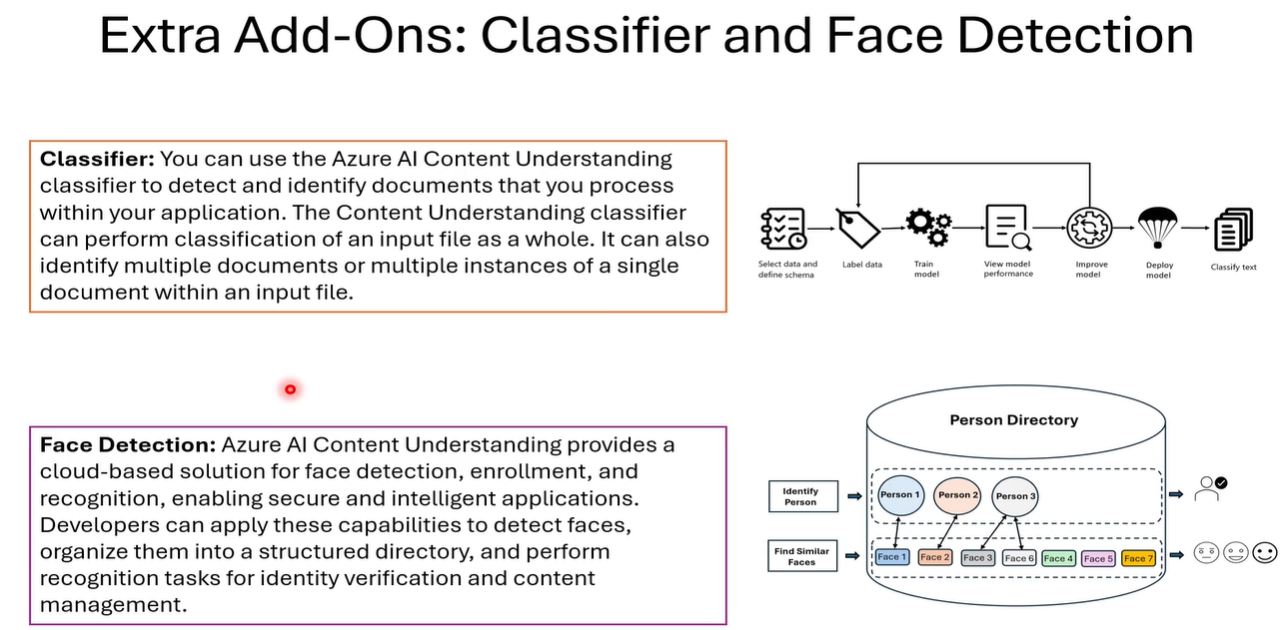 Extra Add-Ons: Classifier and Face Detection
Classifier: You can use the Azure AI Content Understanding
classifier to detect and identify documents that you process
within your application. The Content Understanding classifier
can perform classification of an input file as a whole. It can also
identify multiple documents or multiple instances of a single
document within an input file.
Select data and
define schema
Label data
Train
model
View model
performance
Improve
model
Deploy
model
Classify text
Face Detection: Azure AI Content Understanding provides a
cloud-based solution for face detection, enrollment, and
recognition, enabling secure and intelligent applications.
Developers can apply these capabilities to detect faces,
organize them into a structured directory, and perform
recognition tasks for identity verification and content
management.
Person Directory
Identify
Person
Person 1
Person 2
Person 3
Find Similar
Faces
Face 1
Face 2
Face 3
Face 6
Face 4
Face 5
Face 7